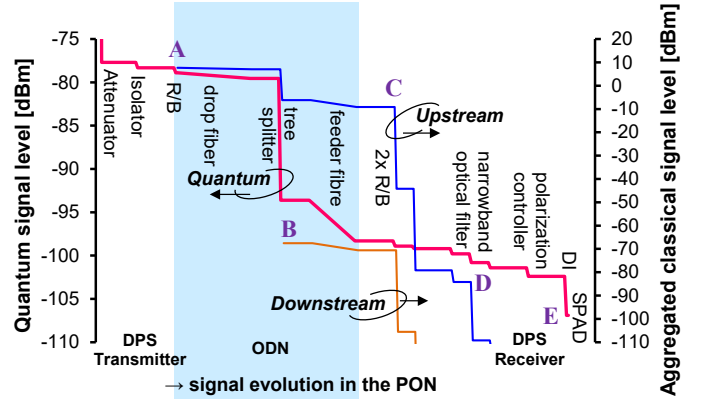 Quantum signal level [dBm]
-75
-80
-85
-90
-95
-100
-105
-110
Attenuator
Isolator
R/B
drop fiber
splitter
tree
feeder fibre
2x R/B
optical filter
narrowband
controller
polarization
DI
SPAD
A
B
C
D
E
Quantum
Upstream
Downstream
20
10
0
-10
-20
-30
-40
-50
-60
-70
-80
-90
-100
-110
Aggregated classical signal level [dBm]
DPS
Transmitter
ODN
DPS
Receiver
→ signal evolution in the PON